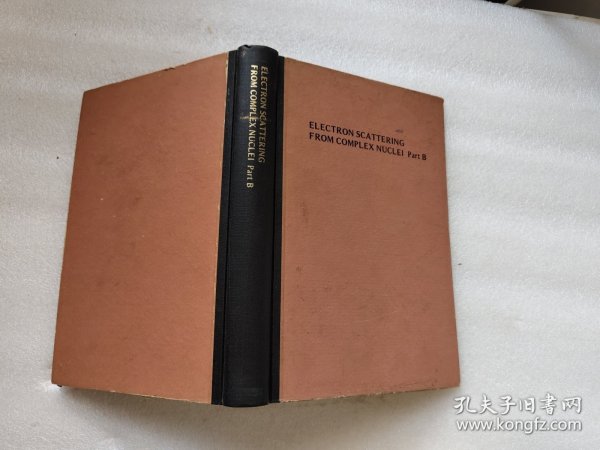 ELECTRON SCATTERING
FROM COMPLEX NUCLEI Part B
ELECTRON SCATTERING
FROM COMPLEX NUCLEI Part B
孔夫子旧书网
www.kongfz.com